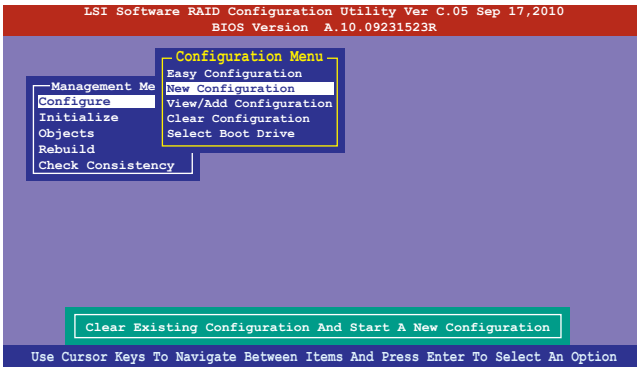 LSI Software RAID Configuration Utility Ver C.05 Sep 17,2010
BIOS Version A.10.09231523R
Configuration Menu
Easy Configuration
New Configuration
View/Add Configuration
Clear Configuration
Select Boot Drive
Management Me
Configure
Initialize
Objects
Rebuild
Check Consistency
Clear Existing Configuration And Start A New Configuration
Use Cursor Keys To Navigate Between Items And Press Enter To Select An Option